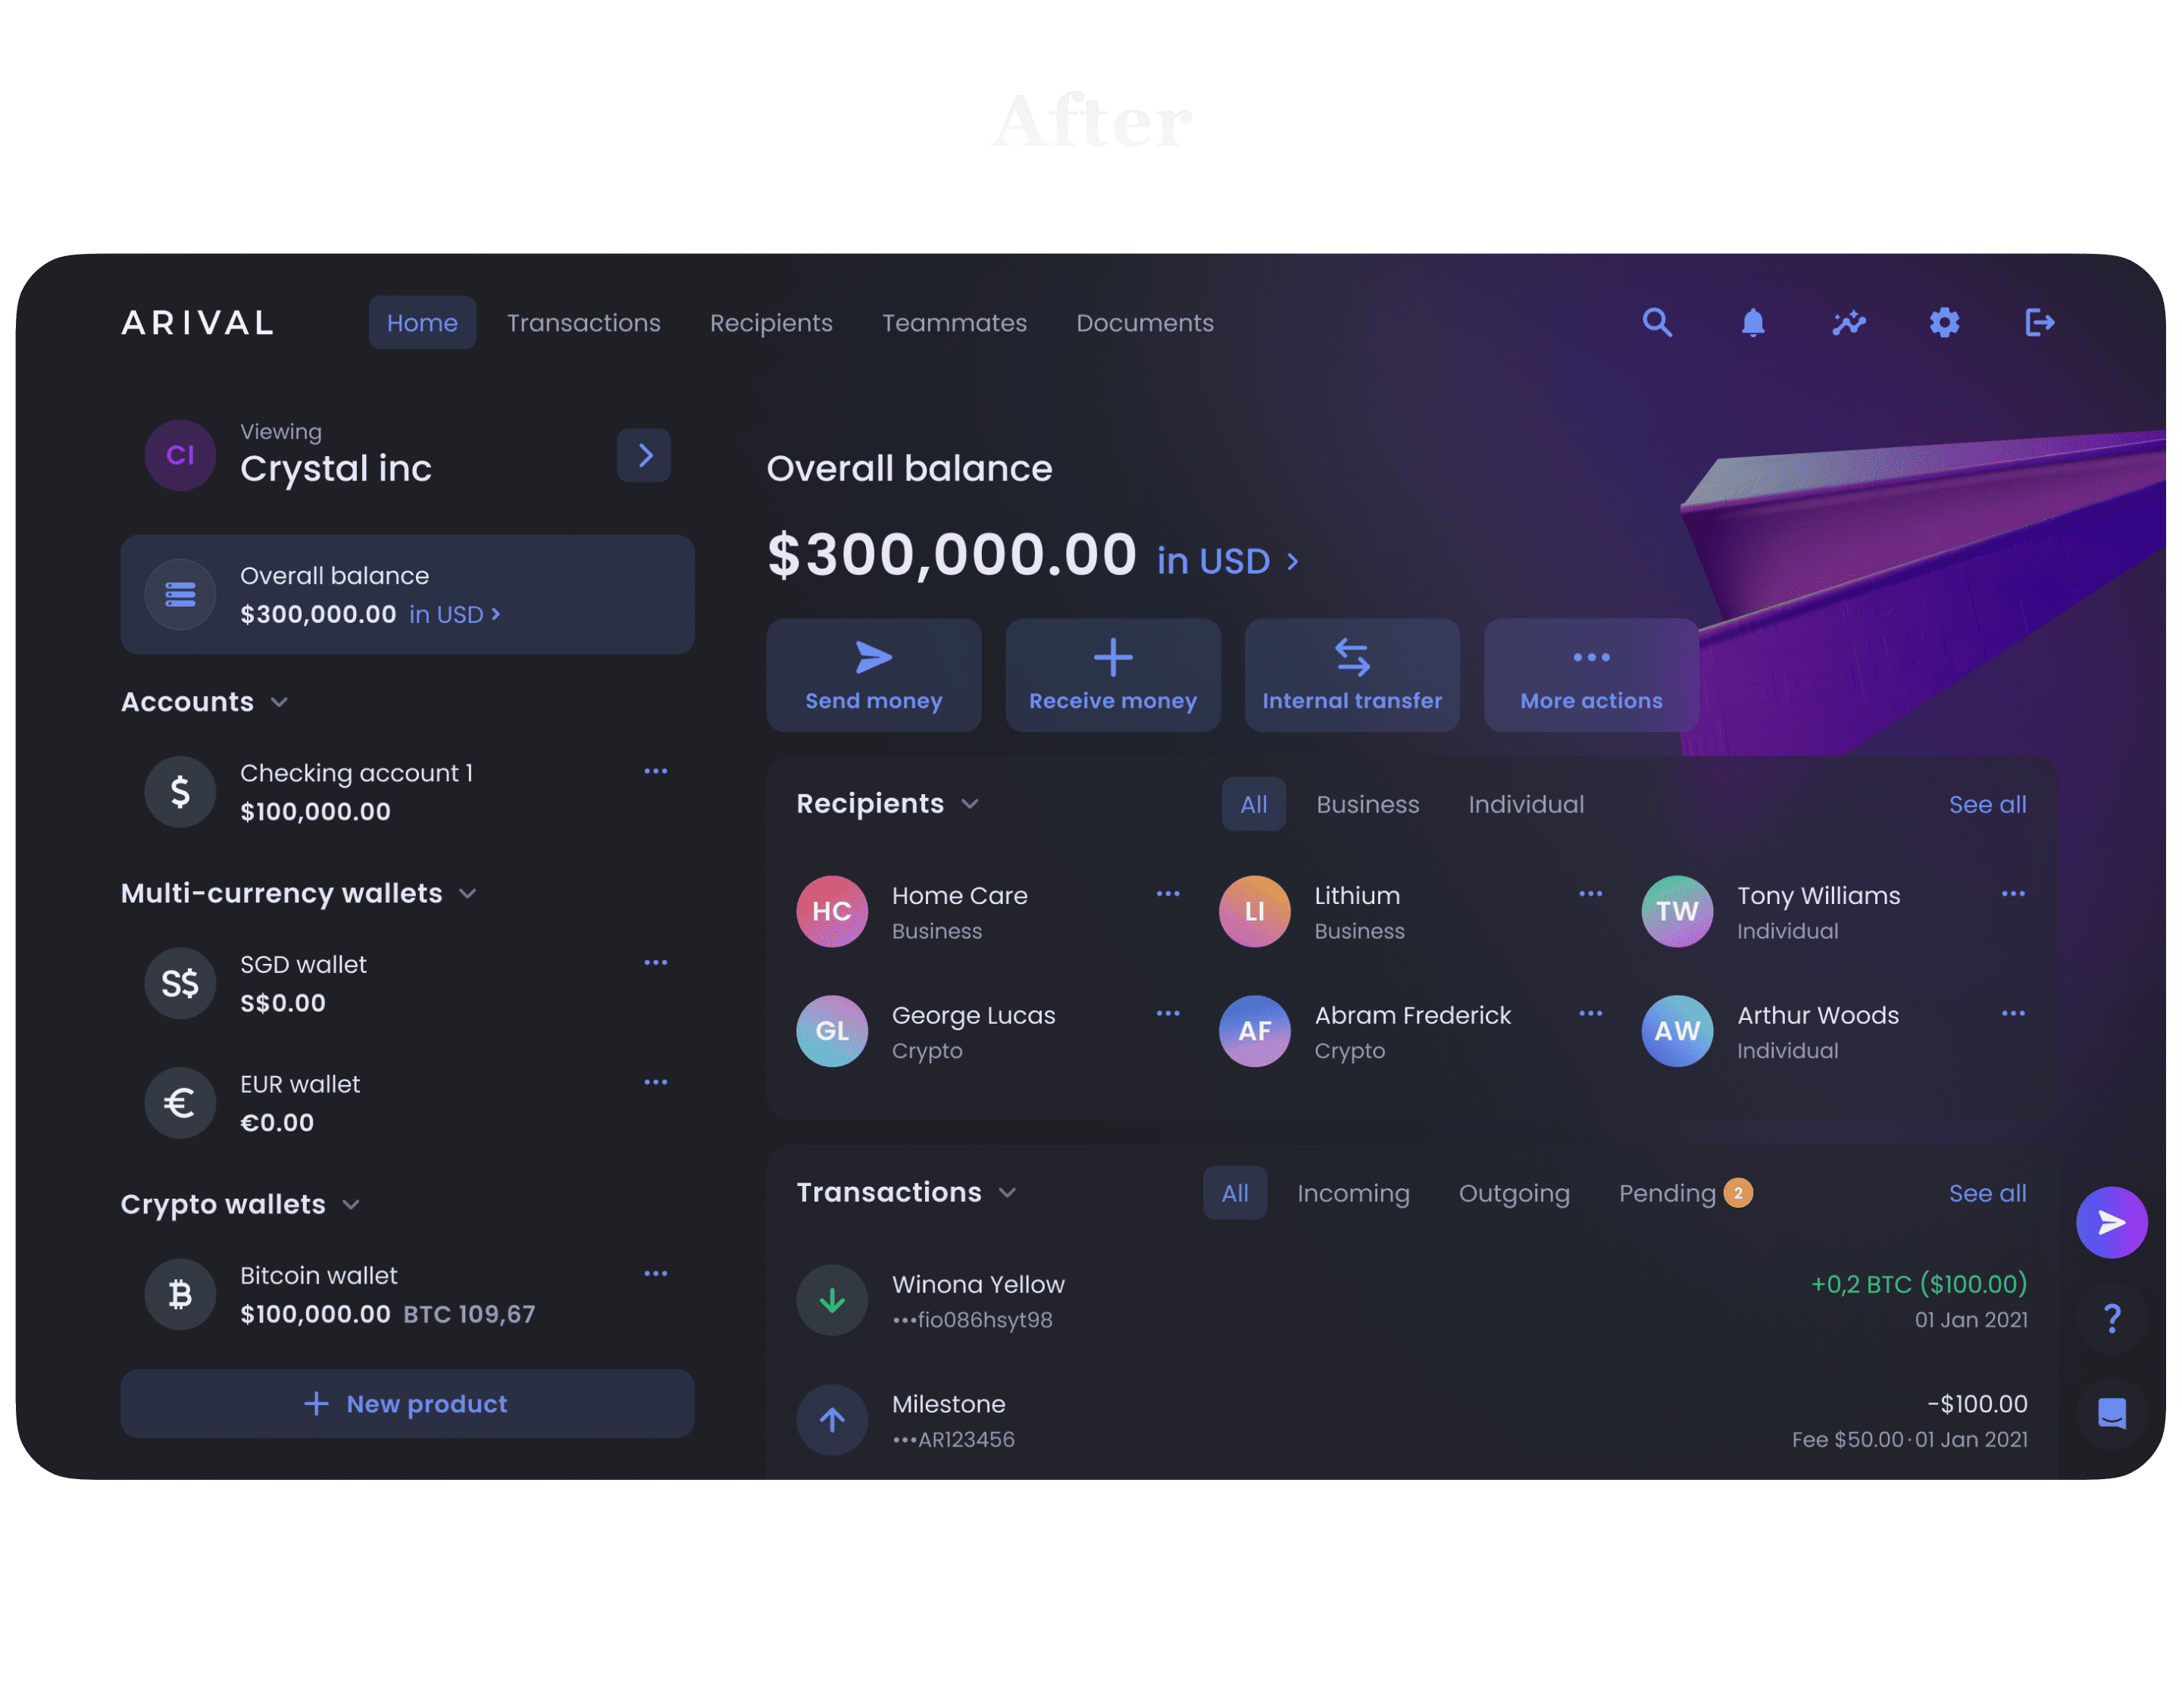 After
ARIVAL
Home Transactions Recipients Teammates Documents
CI
Viewing
Crystal inc
Overall balance
$300,000.00 in USD
Accounts
$
Checking account 1
$100,000.00
Multi-currency wallets
S$
SGD wallet
S$0.00
€
EUR wallet
€0.00
Crypto wallets
Bitcoin wallet
$100,000.00 BTC 109,67
+ New product
Overall balance
$300,000.00 in USD
Send money
Receive money
Internal transfer
More actions
Recipients
All Business Individual
See all
HC
Home Care
Business
LI
Lithium
Business
TW
Tony Williams
Individual
GL
George Lucas
Crypto
AF
Abram Frederick
Crypto
AW
Arthur Woods
Individual
Transactions
All Incoming Outgoing Pending 2
See all
Winona Yellow
•••fio086hsyt98
+0,2 BTC ($100.00)
01 Jan 2021
Milestone
•••AR123456
-$100.00
Fee $50.00·01 Jan 2021
?